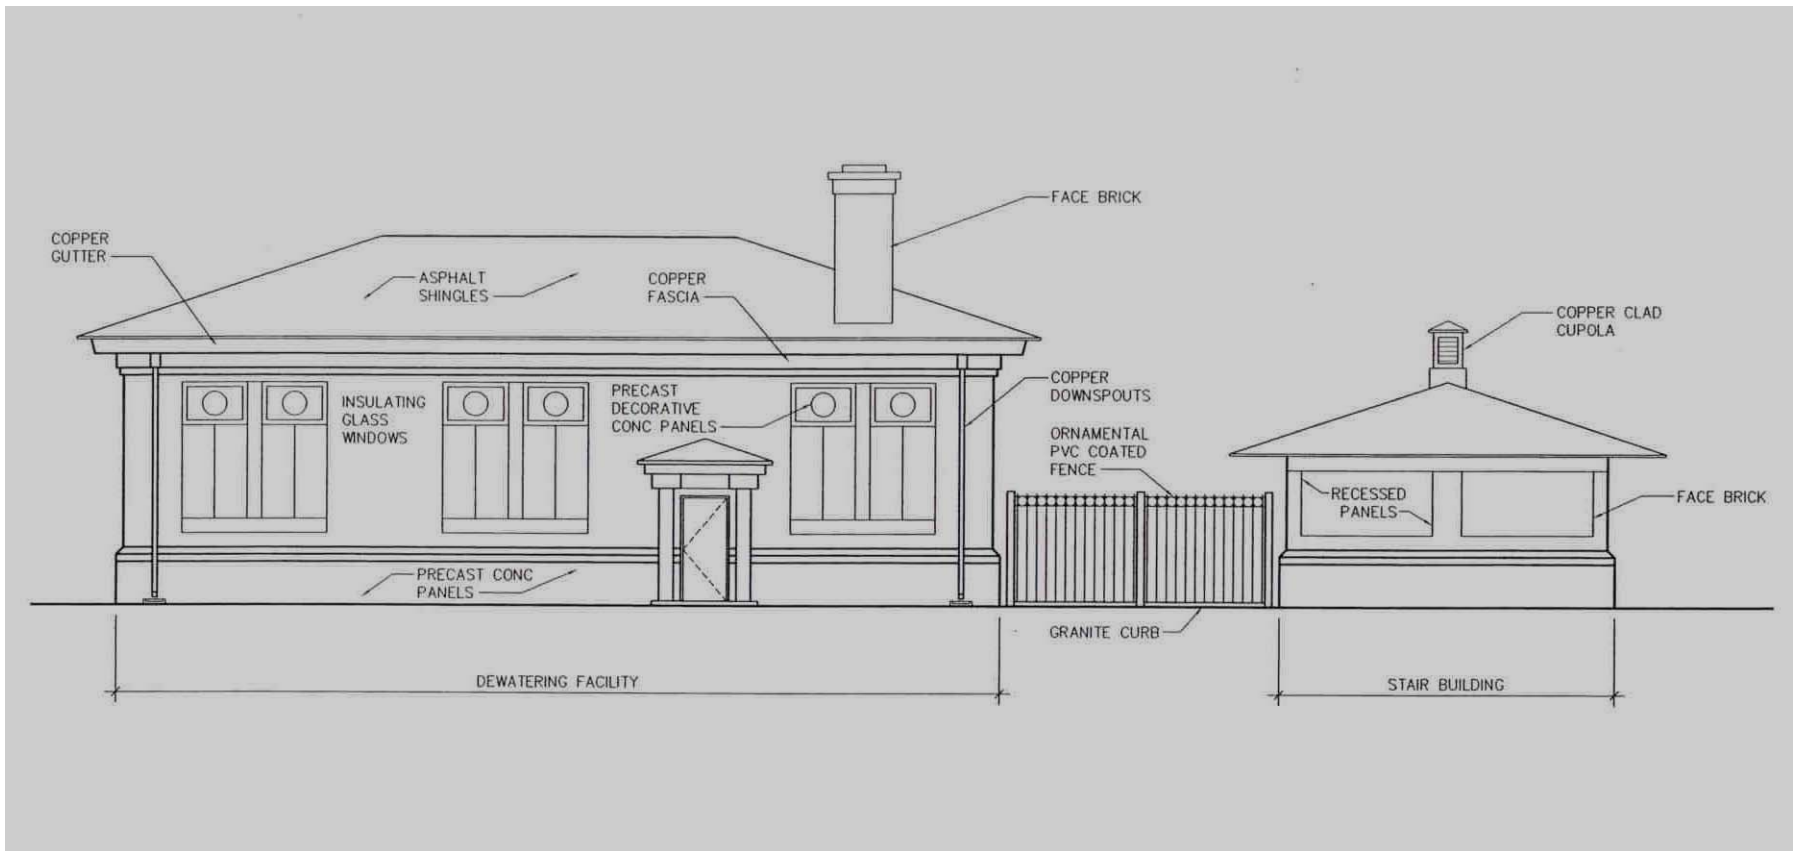 FACE BRICK
COPPER
GUTTER
ASPHALT
SHINGLES
COPPER
FASCIA
COPPER CLAD
CUPOLA
INSULATING
GLASS
WINDOWS
PRECAST
DECORATIVE
CONC PANELS
COPPER
DOWNSPOUTS
ORNAMENTAL
PVC COATED
FENCE
RECESSED
PANELS
FACE BRICK
PRECAST CONC
PANELS
GRANITE CURB
DEWATERING FACILITY
STAIR BUILDING